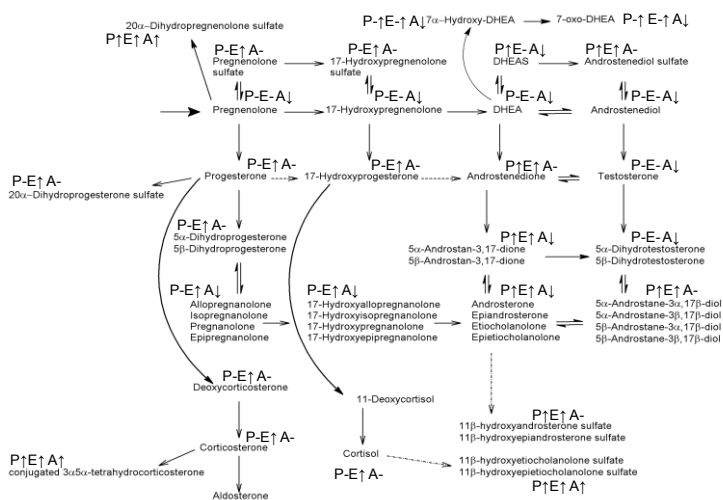 P-↑E-↑A↓ 7α-Hydroxy-DHEA 7-oxo-DHEA P-↑E-↑A↓
20α-Dihydropregnenolone sulfate
P↑E↑A↑
P-E↑A-
Pregnenolone
sulfate
P-E↑A-
17-Hydroxypregnenolone
sulfate
P↑E-A↓
DHEAS
P↑E↑A-
Androstenediol sulfate
P-E-A↓
Pregnenolone
P-E-A↓
17-Hydroxypregnenolone
P-E-A↓
DHEA
P-E-A↓
Androstenediol
P-E↑A-
Progesterone
P-E↑A-
17-Hydroxyprogesterone
P↑E↑A-
Androstenedione
P-E-A↓
Testosterone
P-E↑A-
20α-Dihydroprogesterone sulfate
P-E↑A-
5α-Dihydroprogesterone
5β-Dihydroprogesterone
P↑E↑A↓
5α-Androstan-3,17-dione
5β-Androstan-3,17-dione
P-E-A↓
5α-Dihydrotestosterone
5β-Dihydrotestosterone
P-E↑A↓
Allopregnanolone
Isopregnanolone
Pregnanolone
Epipregnanolone
P-E↑A↓
17-Hydroxyallopregnanolone
17-Hydroxyisopregnanolone
17-Hydroxypregnanolone
17-Hydroxyepipregnanolone
P↑E↑A↓
Androsterone
Epiandrosterone
Etiocholanolone
Epietiocholanolone
P↑E↑A-
5α-Androstane-3α,17β-diol
5α-Androstane-3β,17β-diol
5β-Androstane-3α,17β-diol
5β-Androstane-3β,17β-diol
P-E↑A-
Deoxycorticosterone
11-Deoxycortisol
P↑E↑A-
11β-hydroxyandrosterone sulfate
11β-hydroxyepiandrosterone sulfate
P-E↑A-
Corticosterone
Cortisol
P-E↑A-
11β-hydroxyetiocholanolone sulfate
11β-hydroxyepietiocholanolone sulfate
P↑E↑A↑
P↑E↑A↑
conjugated 3α5α-tetrahydrocorticosterone
Aldosterone